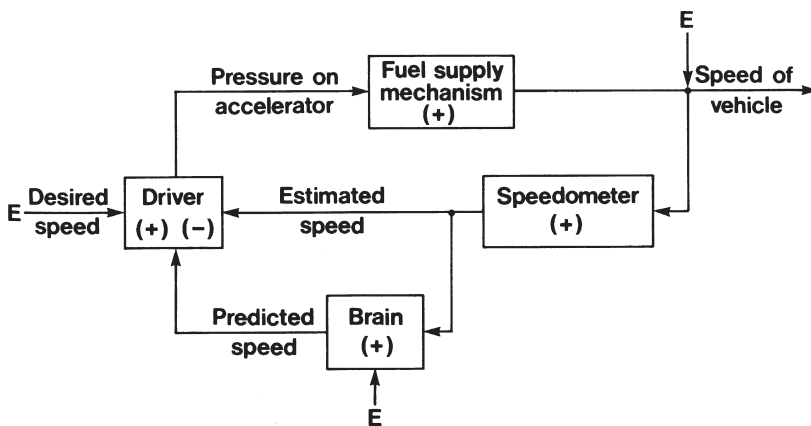 E
Pressure on
accelerator
Fuel supply
mechanism
(+)
Speed of
vehicle
E
Desired
speed
Driver
(+) (−)
Estimated
speed
Speedometer
(+)
Predicted
speed
Brain
(+)
E